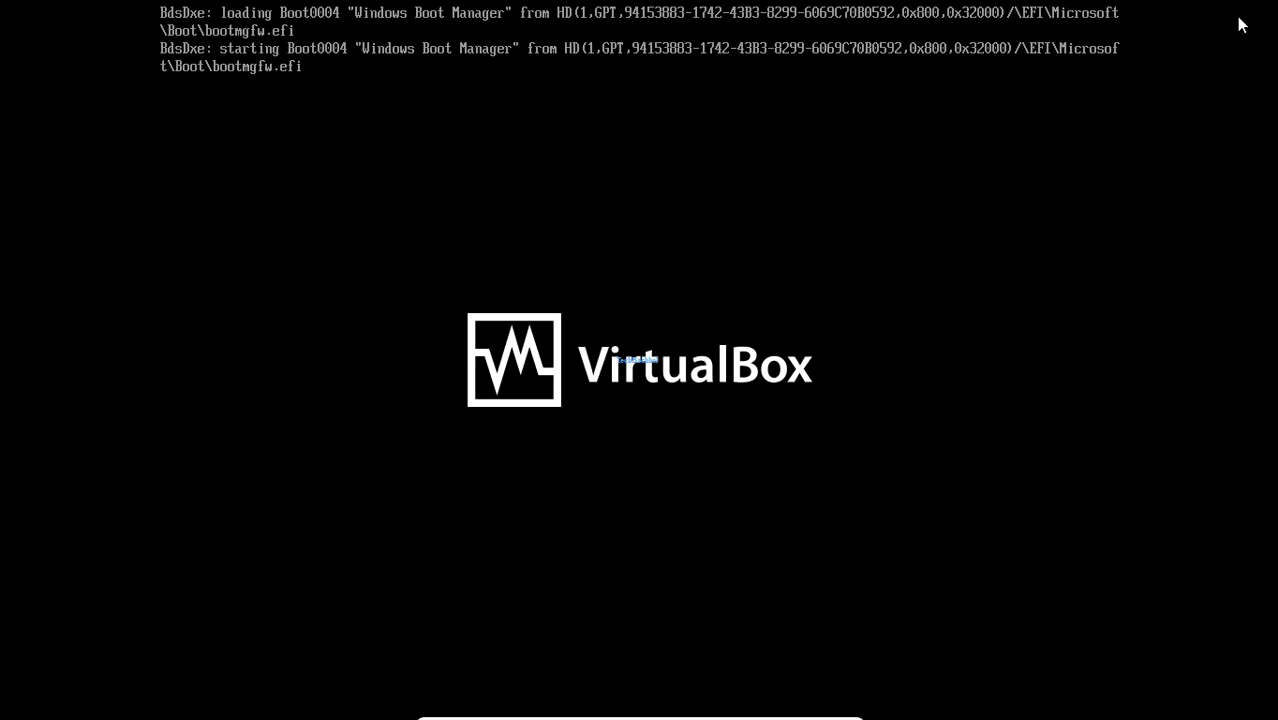 BdsDxe: loading Boot0004 "Windows Boot Manager" from HD(1,GPT,94153883-1742-43B3-8299-6069C70B0592,0x800,0x32000)/\EFI\Microsoft
\Boot\bootmgfw.efi
BdsDxe: starting Boot0004 "Windows Boot Manager" from HD(1,GPT,94153883-1742-43B3-8299-6069C70B0592,0x800,0x32000)/\EFI\Microsof
t\Boot\bootmgfw.efi
VirtualBox